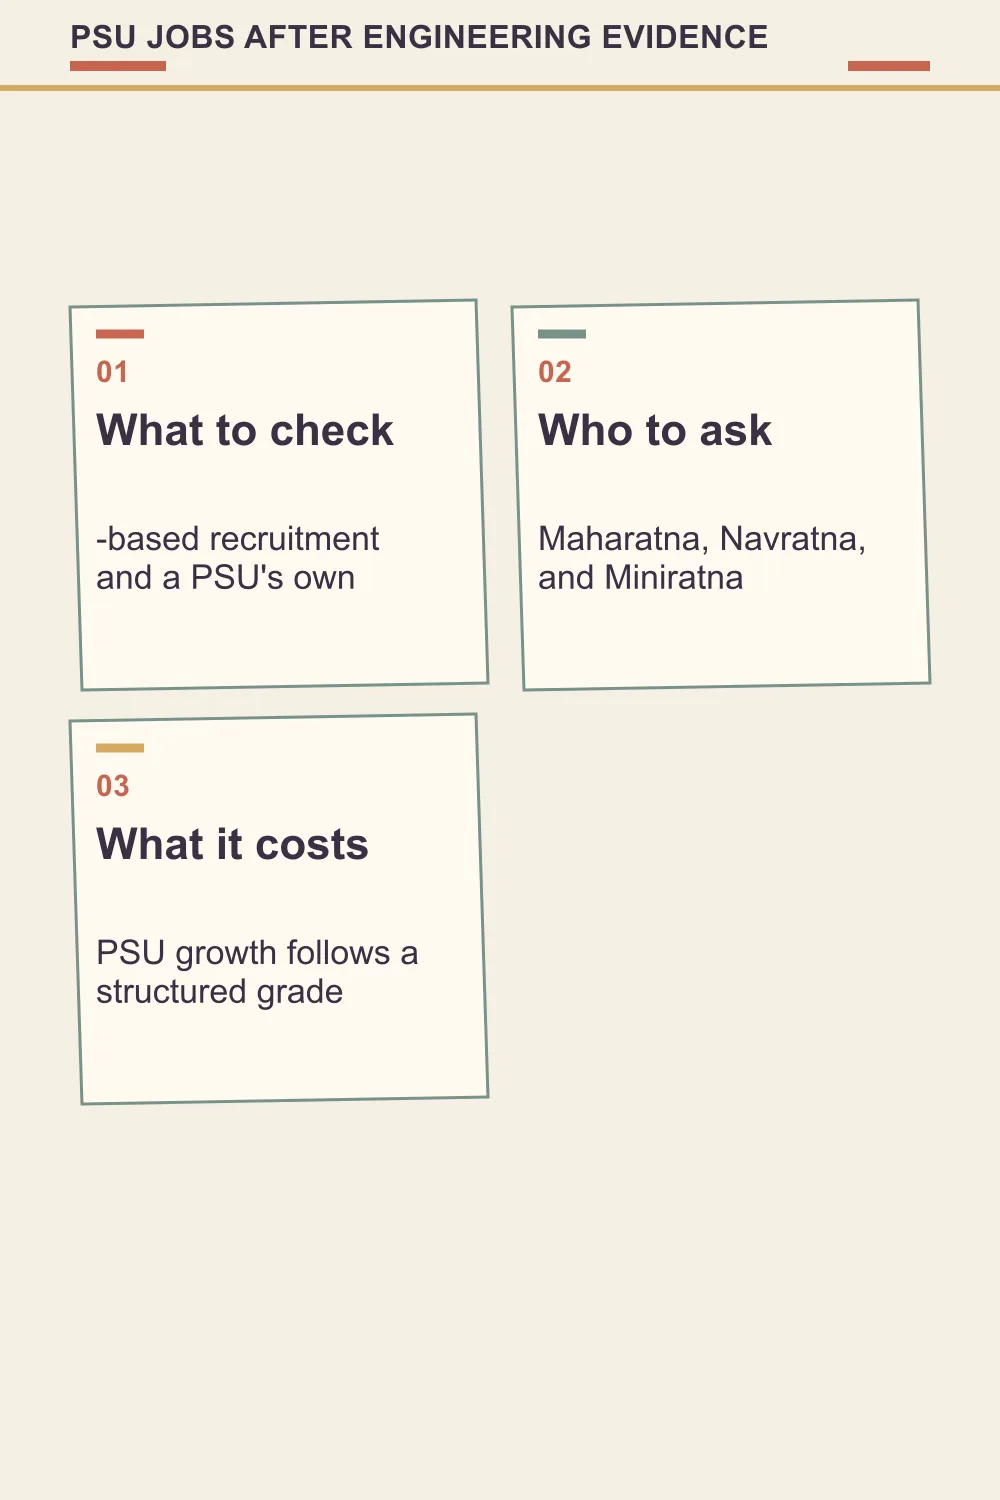 PSU JOBS AFTER ENGINEERING EVIDENCE
01
What to check
-based recruitment
and a PSU's own
02
Who to ask
Maharatna, Navratna,
and Miniratna
03
What it costs
PSU growth follows a
structured grade